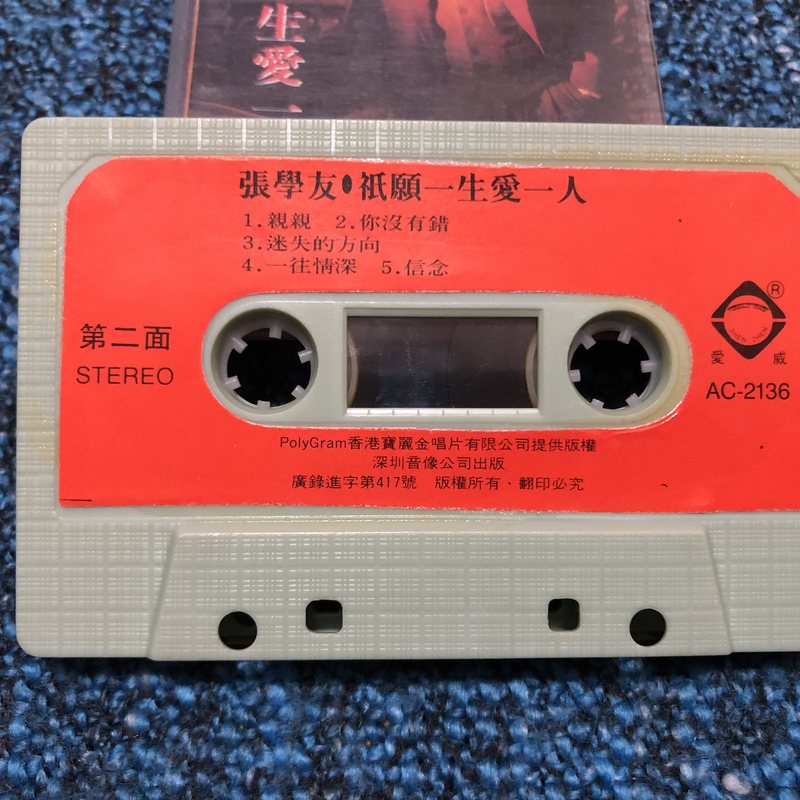 生愛一
張學友•祇願一生愛一人
1.親親 2.你沒有錯
3.迷失的方向
4.一往情深 5.信念
第二面
STEREO
®
SHEN ZHEN
愛 威
AC-2136
PolyGram香港寶麗金唱片有限公司提供版權
深圳音像公司出版
廣錄進字第417號 版權所有·翻印必究